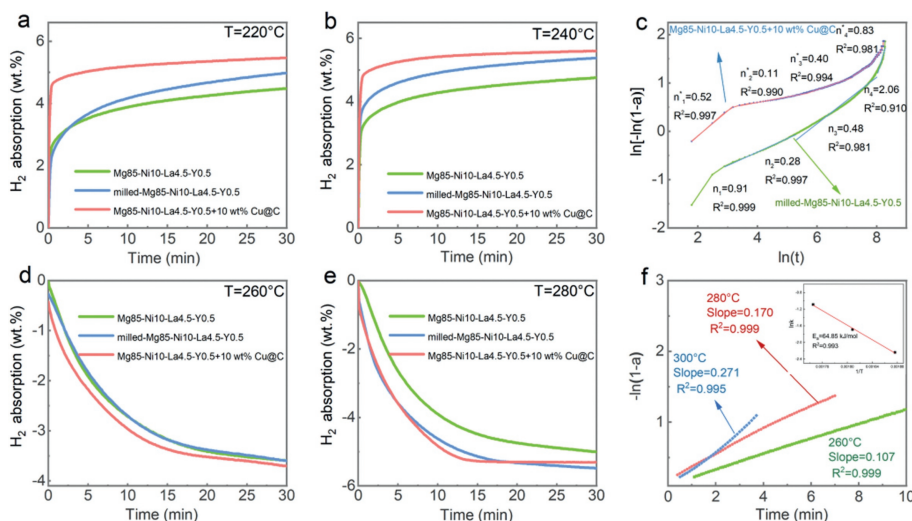 a
T=220°C
H2 absorption (wt.%)
6
4
2
0
Mg85-Ni10-La4.5-Y0.5
milled-Mg85-Ni10-La4.5-Y0.5
Mg85-Ni10-La4.5-Y0.5+10 wt% Cu@C
0 5 10 15 20 25 30
Time (min)
b
T=240°C
H2 absorption (wt.%)
6
4
2
0
Mg85-Ni10-La4.5-Y0.5
milled-Mg85-Ni10-La4.5-Y0.5
Mg85-Ni10-La4.5-Y0.5+10 wt% Cu@C
0 5 10 15 20 25 30
Time (min)
c
ln[-ln(1-a)]
2
1
0
-1
-2
Mg85-Ni10-La4.5-Y0.5+10 wt% Cu@C
n*4=0.83
R2=0.981
n*3=0.40
R2=0.994
n*2=0.11
R2=0.990
n*1=0.52
R2=0.997
n4=2.06
R2=0.910
n3=0.48
R2=0.981
n2=0.28
R2=0.997
n1=0.91
R2=0.999
milled-Mg85-Ni10-La4.5-Y0.5
2 4 6 8
ln(t)
d
T=260°C
H2 absorption (wt.%)
0
-1
-2
-3
-4
Mg85-Ni10-La4.5-Y0.5
milled-Mg85-Ni10-La4.5-Y0.5
Mg85-Ni10-La4.5-Y0.5+10 wt% Cu@C
0 5 10 15 20 25 30
Time (min)
e
T=280°C
H2 absorption (wt.%)
0
-2
-4
-6
Mg85-Ni10-La4.5-Y0.5
milled-Mg85-Ni10-La4.5-Y0.5
Mg85-Ni10-La4.5-Y0.5+10 wt% Cu@C
0 5 10 15 20 25 30
Time (min)
f
-ln(1-a)
3
2
1
0
280°C
Slope=0.170
R2=0.999
300°C
Slope=0.271
R2=0.995
260°C
Slope=0.107
R2=0.999
lnk
Ea=64.85 kJ/mol
R2=0.993
1/T
0 2 4 6 8 10
Time (min)